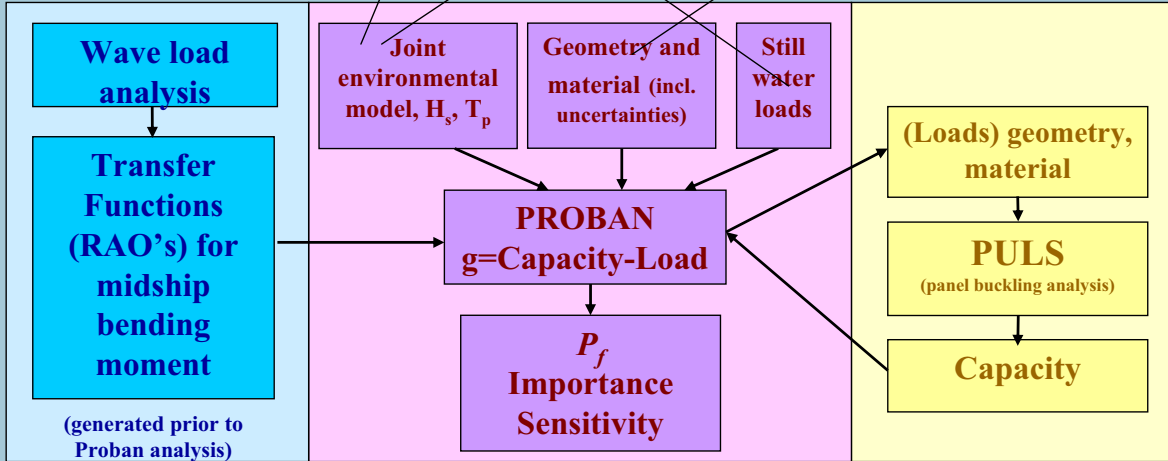 Wave load
analysis
Transfer
Functions
(RAO's) for
midship
bending
moment
(generated prior to
Proban analysis)
Joint
environmental
model, Hs, Tp
Geometry and
material (incl.
uncertainties)
Still
water
loads
PROBAN
g=Capacity-Load
Pf
Importance
Sensitivity
(Loads) geometry,
material
PULS
(panel buckling analysis)
Capacity